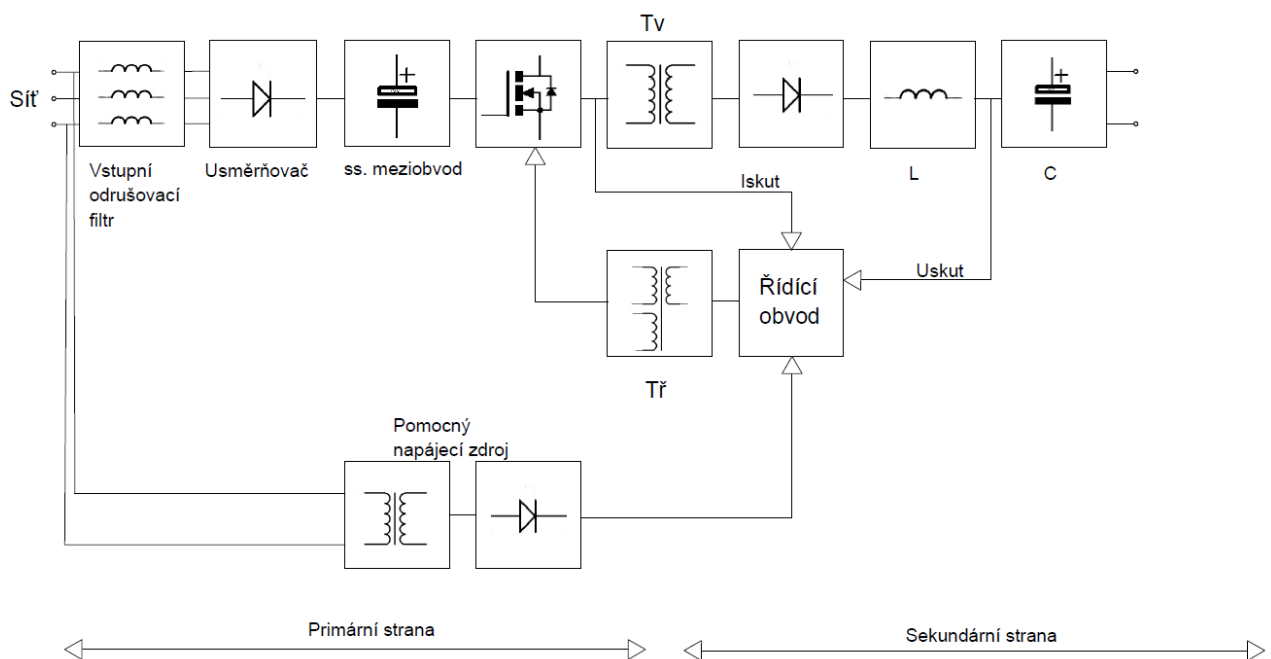 Tv
Síť
Vstupní
odrušovací
filtr
Usměrňovač
ss. meziobvod
L
C
Iskut
Uskut
Řídící
obvod
Tř
Pomocný
napájecí zdroj
Primární strana
Sekundární strana